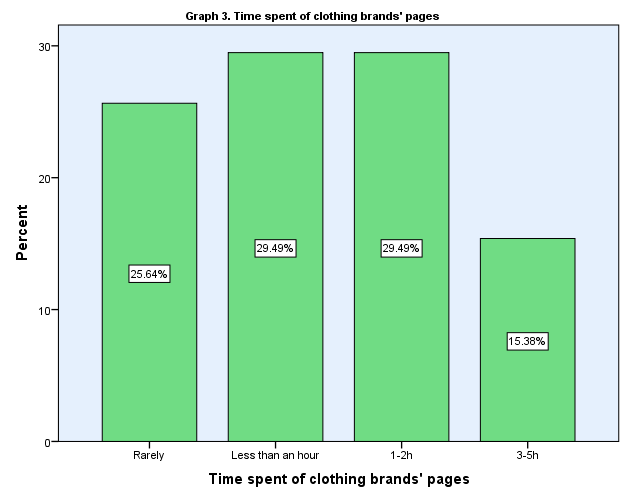 Graph 3. Time spent of clothing brands' pages
Percent
30
20
10
0
25.64%
29.49%
29.49%
15.38%
Rarely
Less than an hour
1-2h
3-5h
Time spent of clothing brands' pages